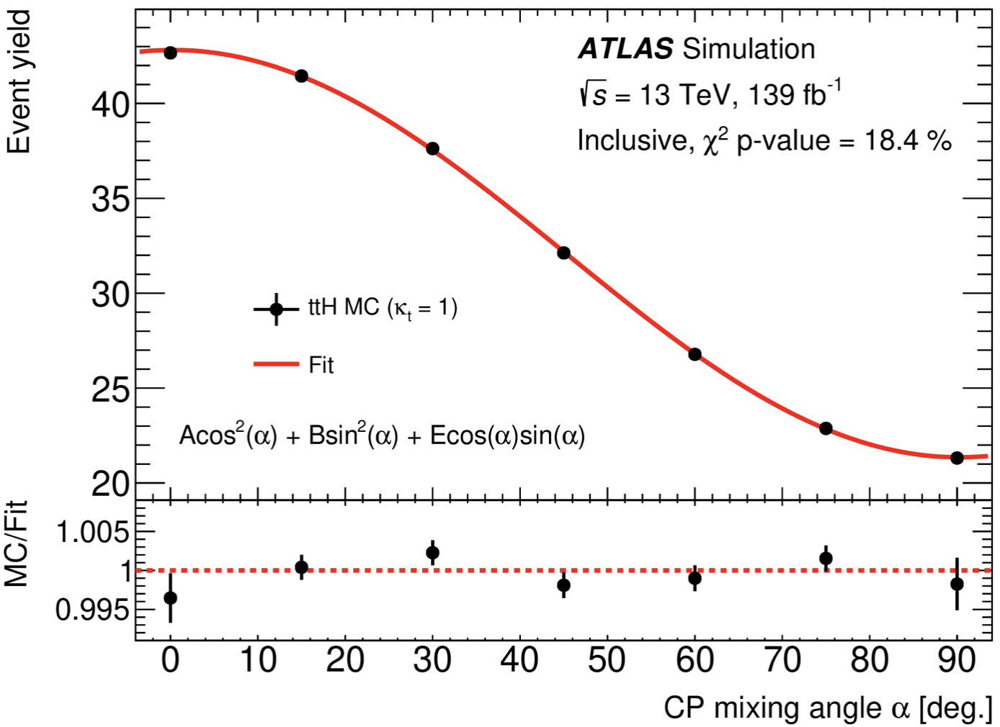 Event yield
ATLAS Simulation
√s = 13 TeV, 139 fb⁻¹
Inclusive, χ² p-value = 18.4 %
40
35
30
25
20
ttH MC (κₜ = 1)
Fit
Acos²(α) + Bsin²(α) + Ecos(α)sin(α)
MC/Fit
1.005
1
0.995
0 10 20 30 40 50 60 70 80 90
CP mixing angle α [deg.]